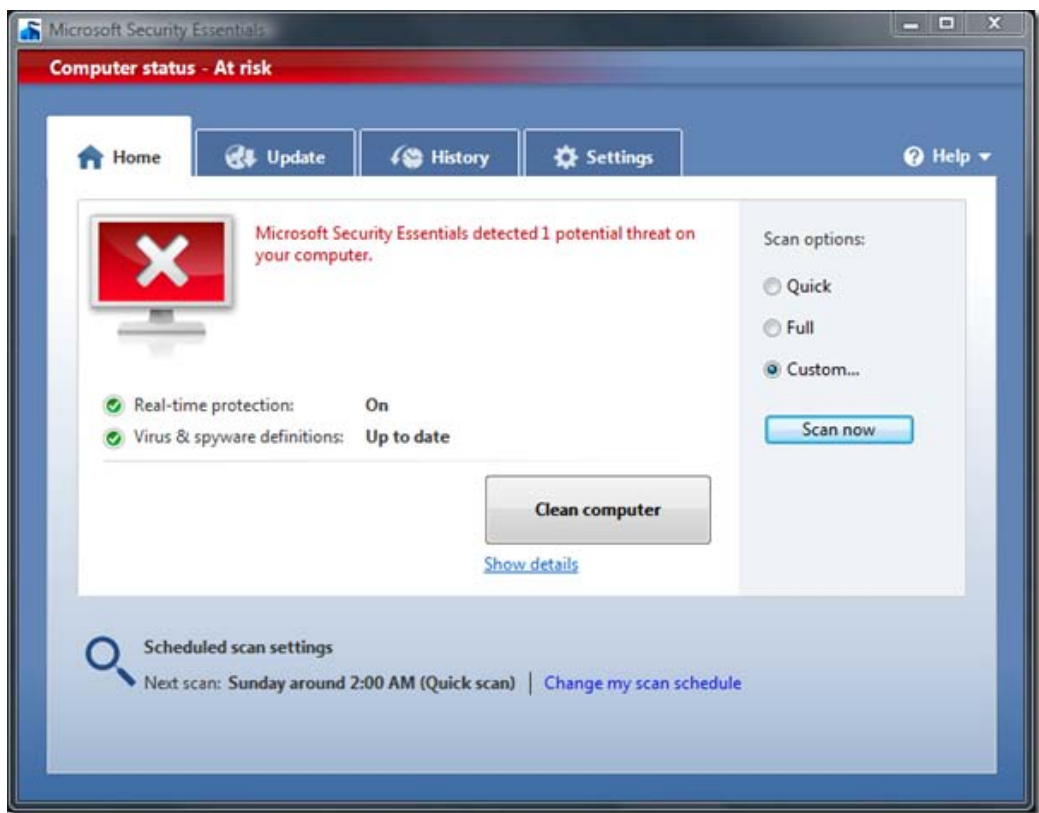 Microsoft Security Essentials
Computer status - At risk
Home
Update
History
Settings
Help
Microsoft Security Essentials detected 1 potential threat on
your computer.
Real-time protection: On
Virus & spyware definitions: Up to date
Clean computer
Show details
Scan options:
Quick
Full
Custom...
Scan now
Scheduled scan settings
Next scan: Sunday around 2:00 AM (Quick scan) | Change my scan schedule